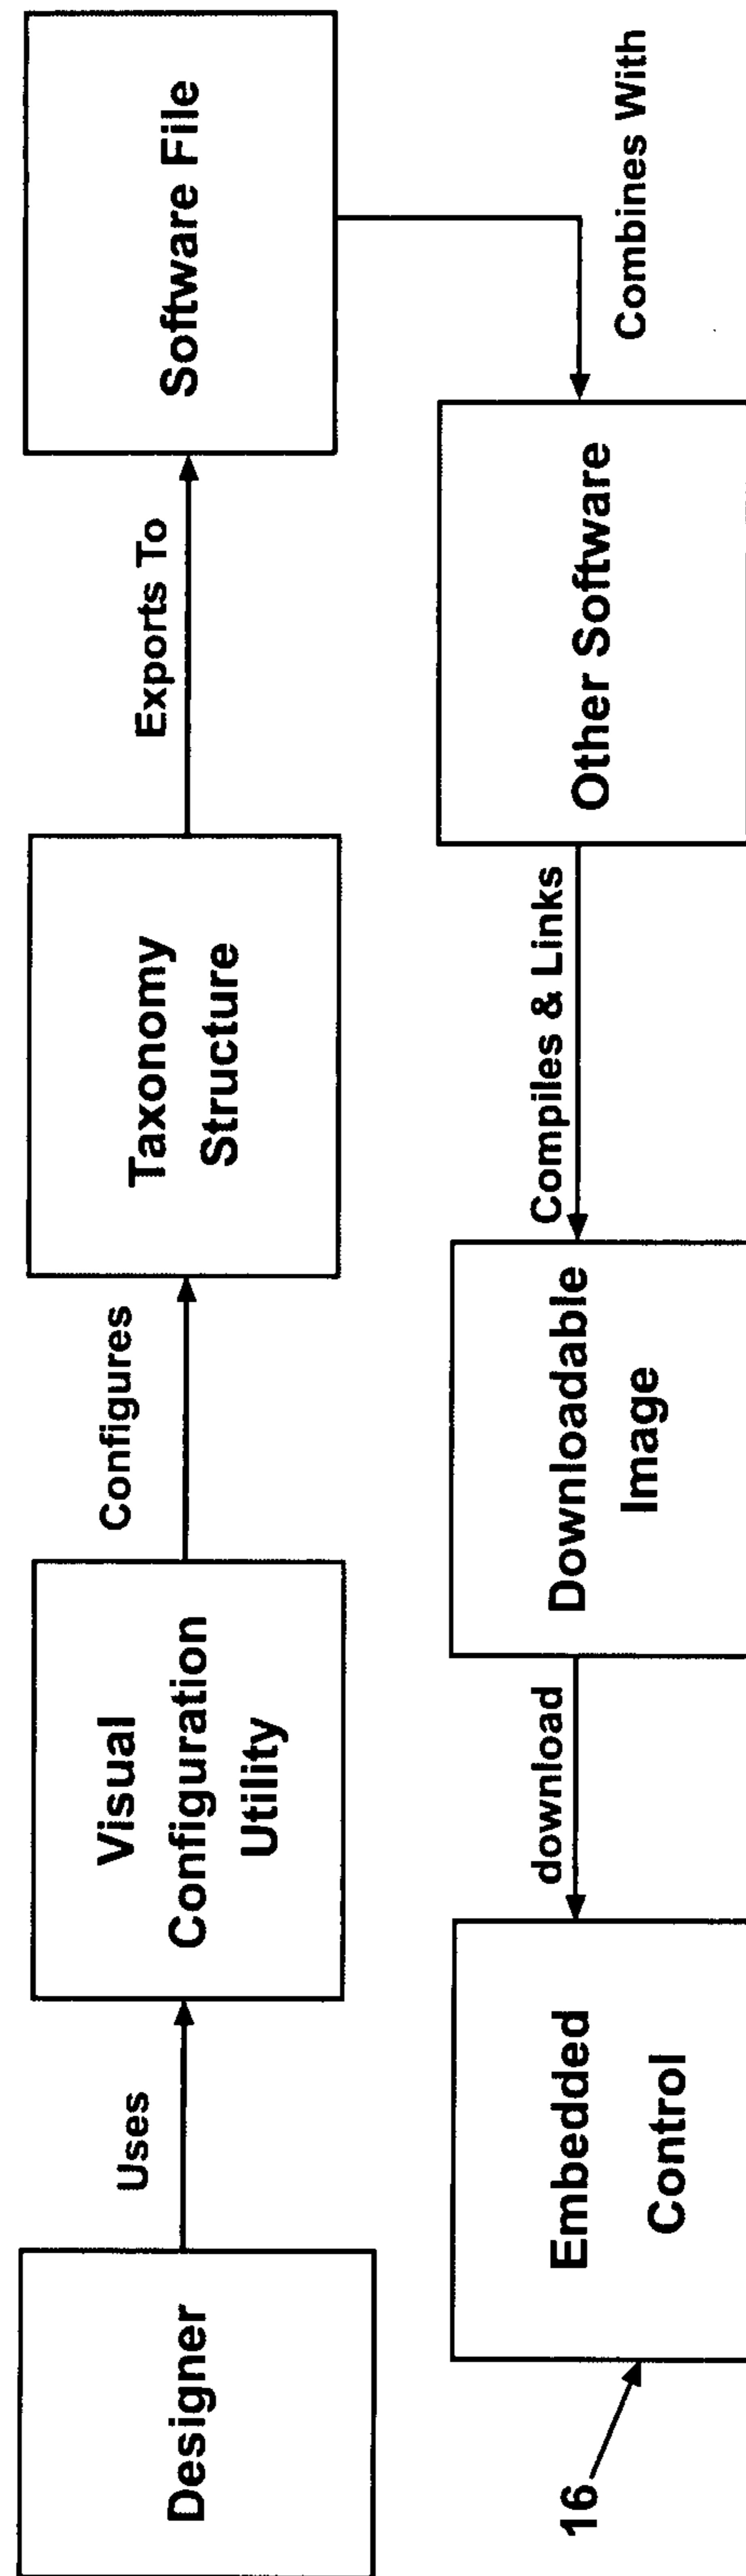 Designer
Uses
Visual
Configuration
Utility
Configures
Taxonomy
Structure
Exports To
Software File
Combines With
Other Software
Compiles & Links
Downloadable
Image
download
Embedded
Control
16